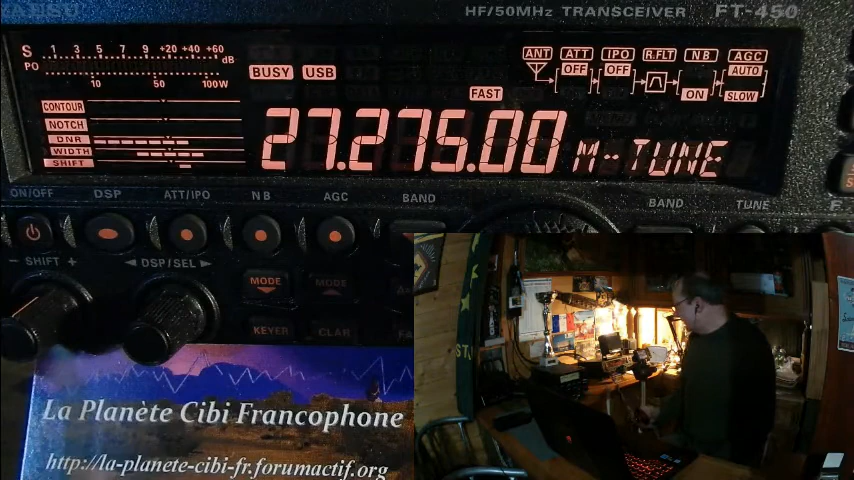 YAESU HF/50MHz TRANSCEIVER FT-450
S 1 3 5 7 9 +20 +40 +60 dB
PO 10 50 100W
BUSY USB
FAST
ANT ATT IPO R.FLT NB AGC
OFF OFF AUTO
ON SLOW
CONTOUR
NOTCH
DNR
WIDTH
SHIFT
27.275.00 M-TUNE
ON/OFF DSP ATT/IPO NB AGC BAND BAND TUNE
- SHIFT + ◄DSP/SEL►
MODE MODE
KEYER CLAR
La Planète Cibi Francophone
http://la-planete-cibi-fr.forumactif.org